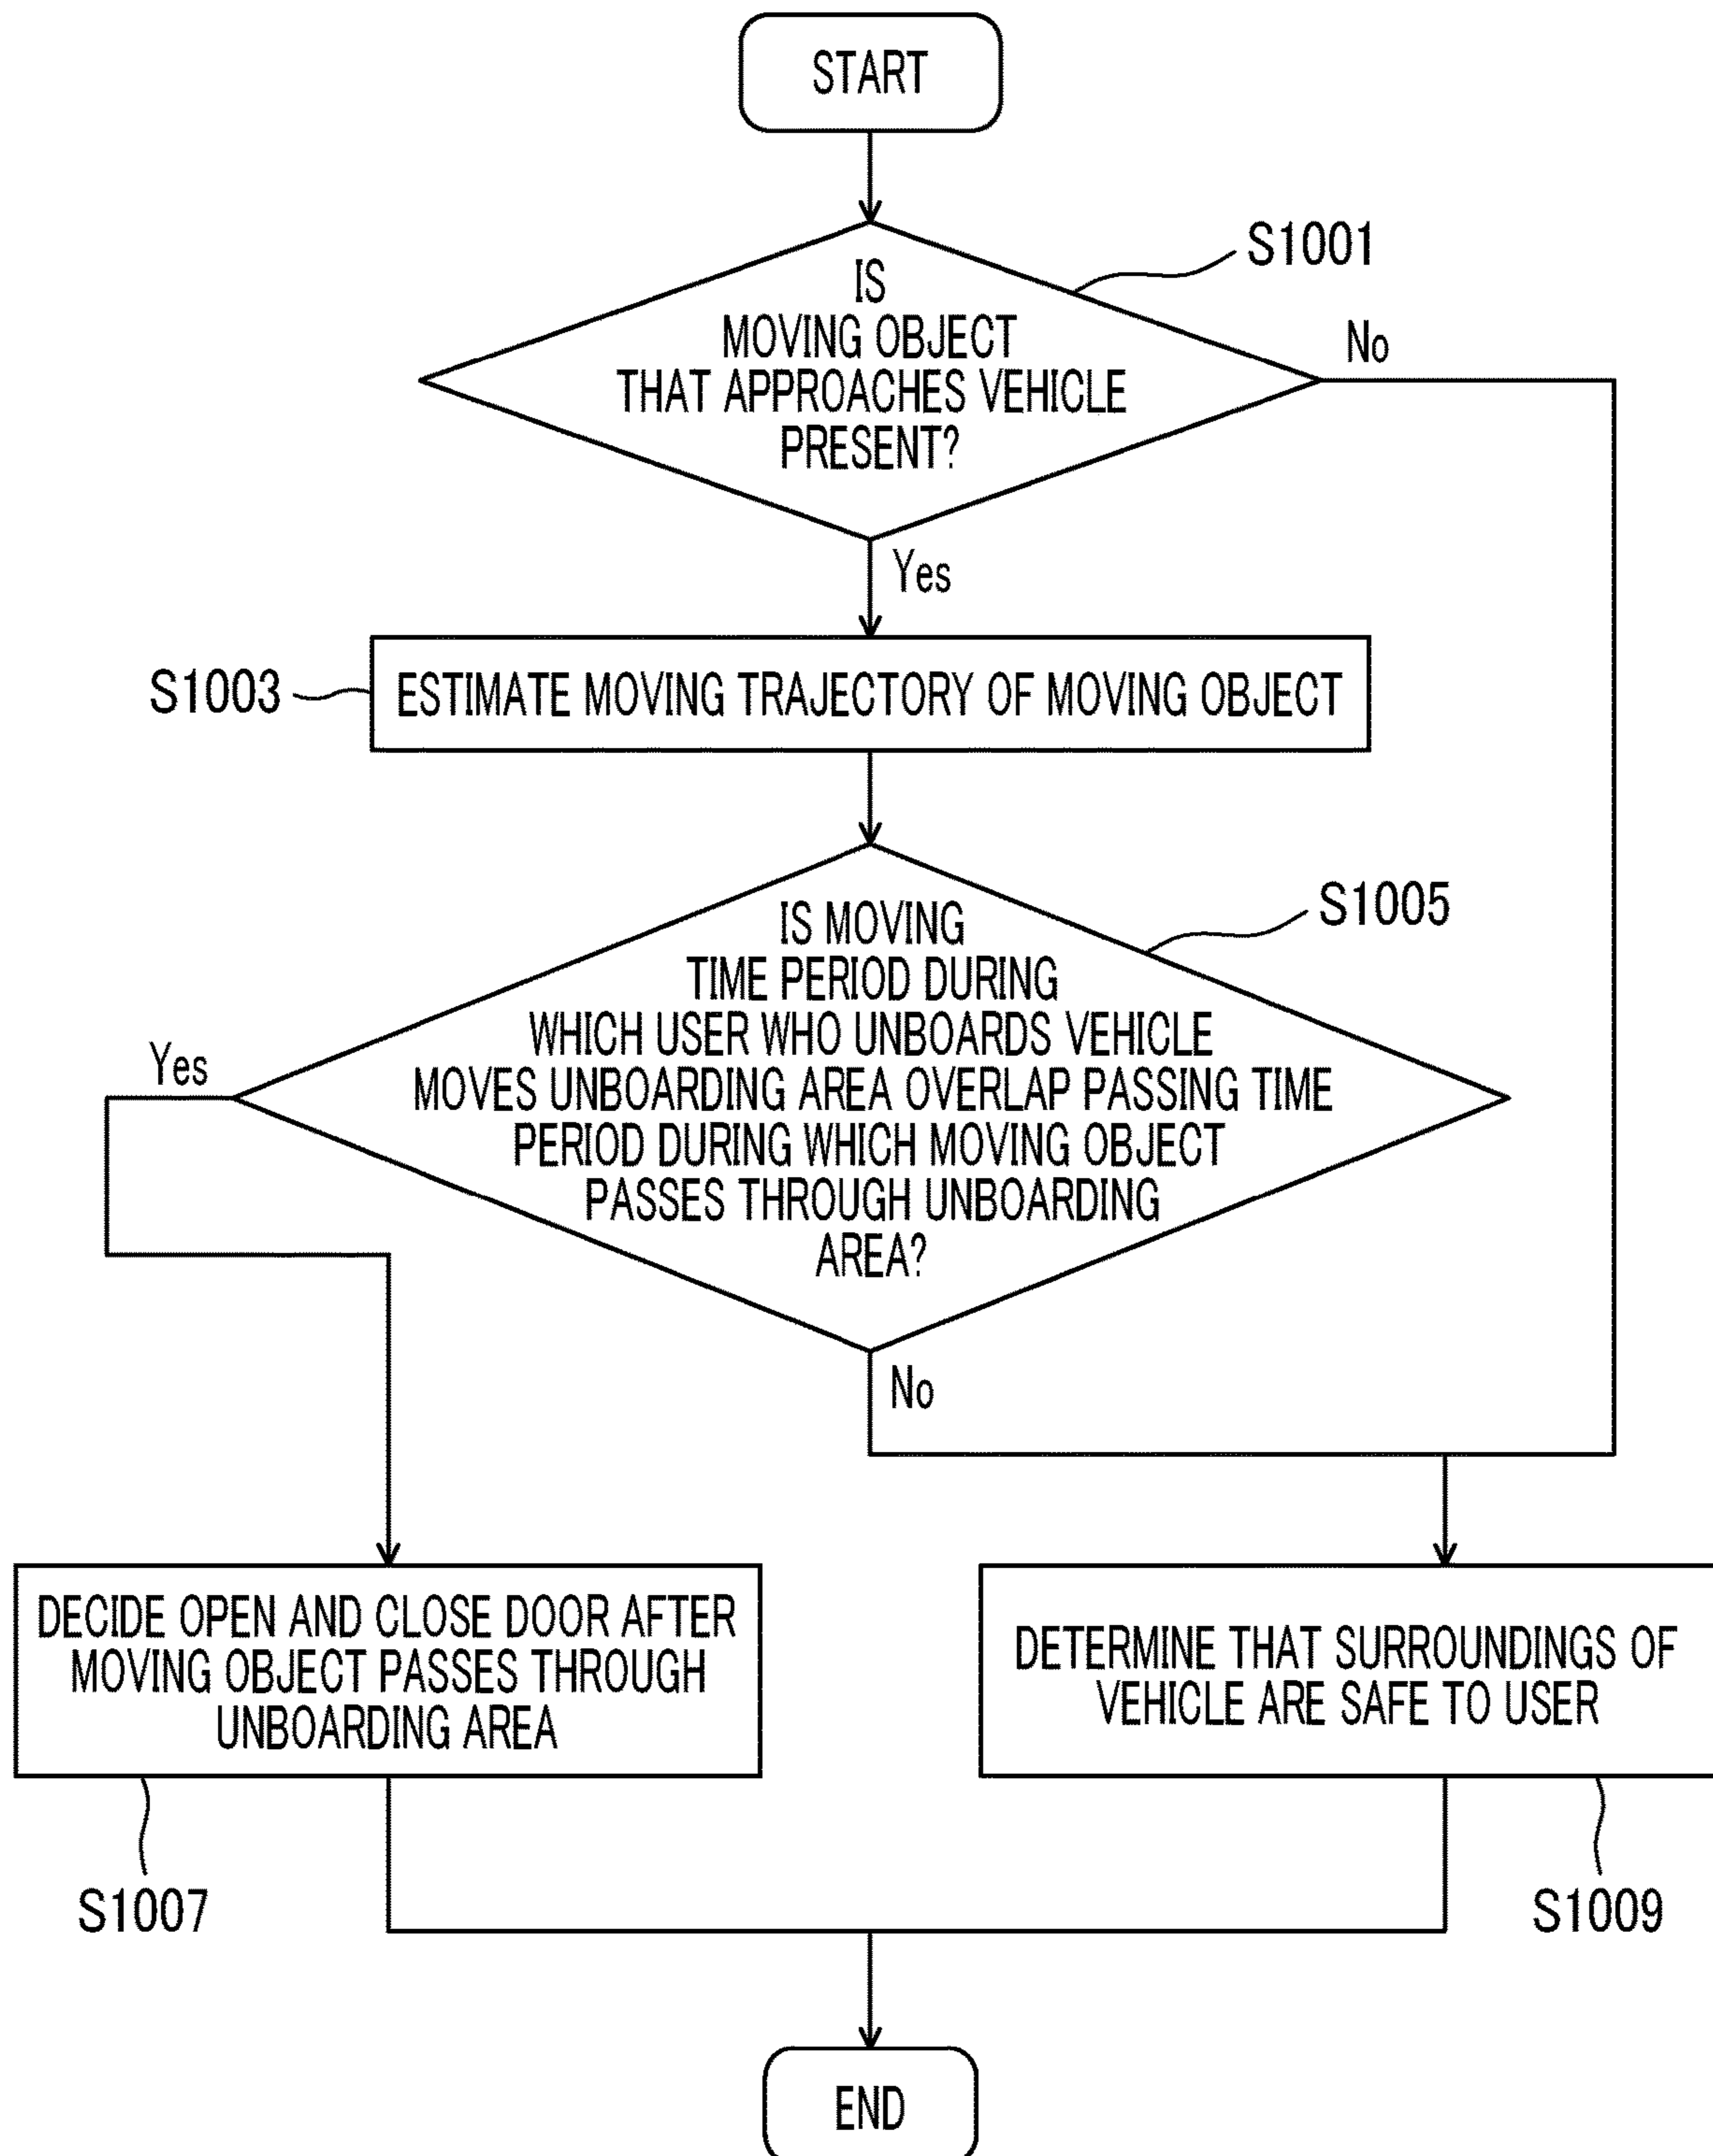 START
S1001
IS
MOVING OBJECT
THAT APPROACHES VEHICLE
PRESENT?
No
Yes
S1003
ESTIMATE MOVING TRAJECTORY OF MOVING OBJECT
S1005
IS MOVING
TIME PERIOD DURING
WHICH USER WHO UNBOARDS VEHICLE
MOVES UNBOARDING AREA OVERLAP PASSING TIME
PERIOD DURING WHICH MOVING OBJECT
PASSES THROUGH UNBOARDING
AREA?
Yes
No
DECIDE OPEN AND CLOSE DOOR AFTER
MOVING OBJECT PASSES THROUGH
UNBOARDING AREA
S1007
DETERMINE THAT SURROUNDINGS OF
VEHICLE ARE SAFE TO USER
S1009
END